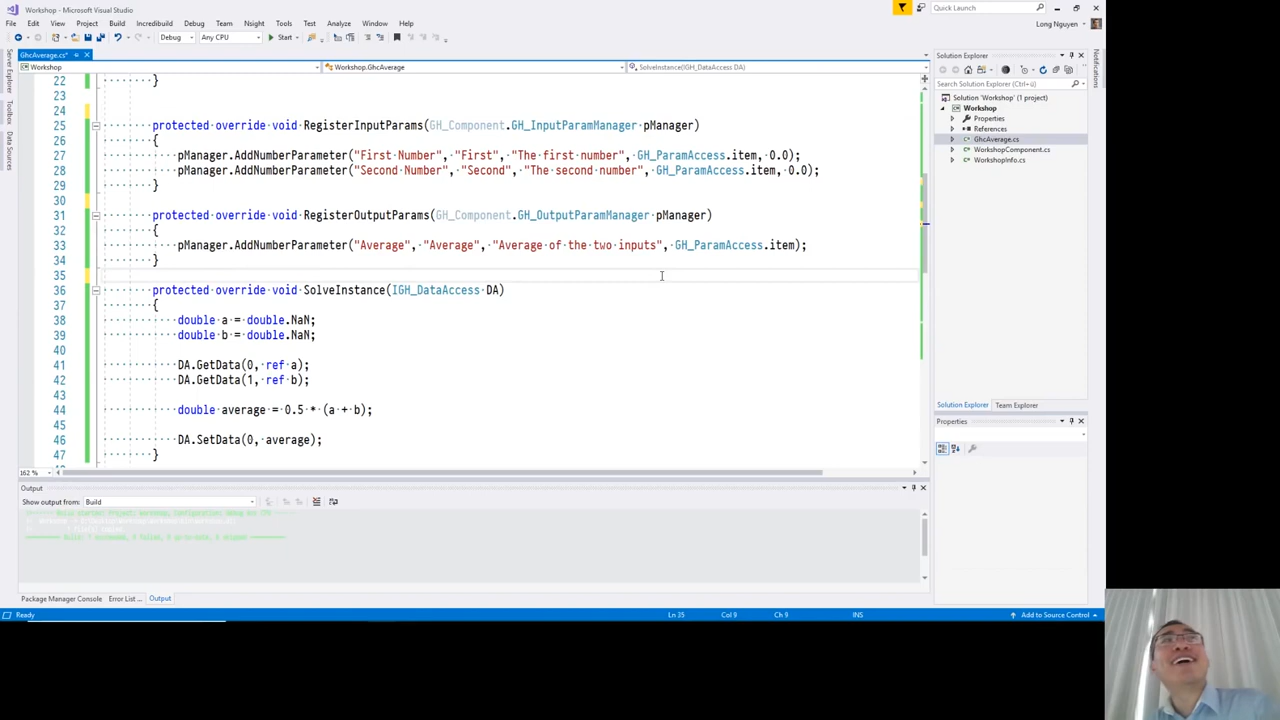 Workshop - Microsoft Visual Studio
Quick Launch (Ctrl+Q)
File Edit View Project Build Incredibuild Debug Team Nsight Tools Test Analyze Window Help
Long Nguyen
Debug Any CPU Start
GhcAverage.cs*
Workshop Workshop.GhcAverage SolveInstance(IGH_DataAccess DA)
Server Explorer
Toolbox
Data Sources
22 }
23
24
25 protected override void RegisterInputParams(GH_Component.GH_InputParamManager pManager)
26 {
27 pManager.AddNumberParameter("First Number", "First", "The first number", GH_ParamAccess.item, 0.0);
28 pManager.AddNumberParameter("Second Number", "Second", "The second number", GH_ParamAccess.item, 0.0);
29 }
30
31 protected override void RegisterOutputParams(GH_Component.GH_OutputParamManager pManager)
32 {
33 pManager.AddNumberParameter("Average", "Average", "Average of the two inputs", GH_ParamAccess.item);
34 }
35
36 protected override void SolveInstance(IGH_DataAccess DA)
37 {
38 double a = double.NaN;
39 double b = double.NaN;
40
41 DA.GetData(0, ref a);
42 DA.GetData(1, ref b);
43
44 double average = 0.5 * (a + b);
45
46 DA.SetData(0, average);
47 }
162 %
Output
Show output from: Build
Package Manager Console Error List ... Output
Ready Ln 35 Col 9 Ch 9 INS Add to Source Control
Solution Explorer
Search Solution Explorer (Ctrl+ü)
Solution 'Workshop' (1 project)
Workshop
Properties
References
GhcAverage.cs
WorkshopComponent.cs
WorkshopInfo.cs
Solution Explorer Team Explorer
Properties
Notifications